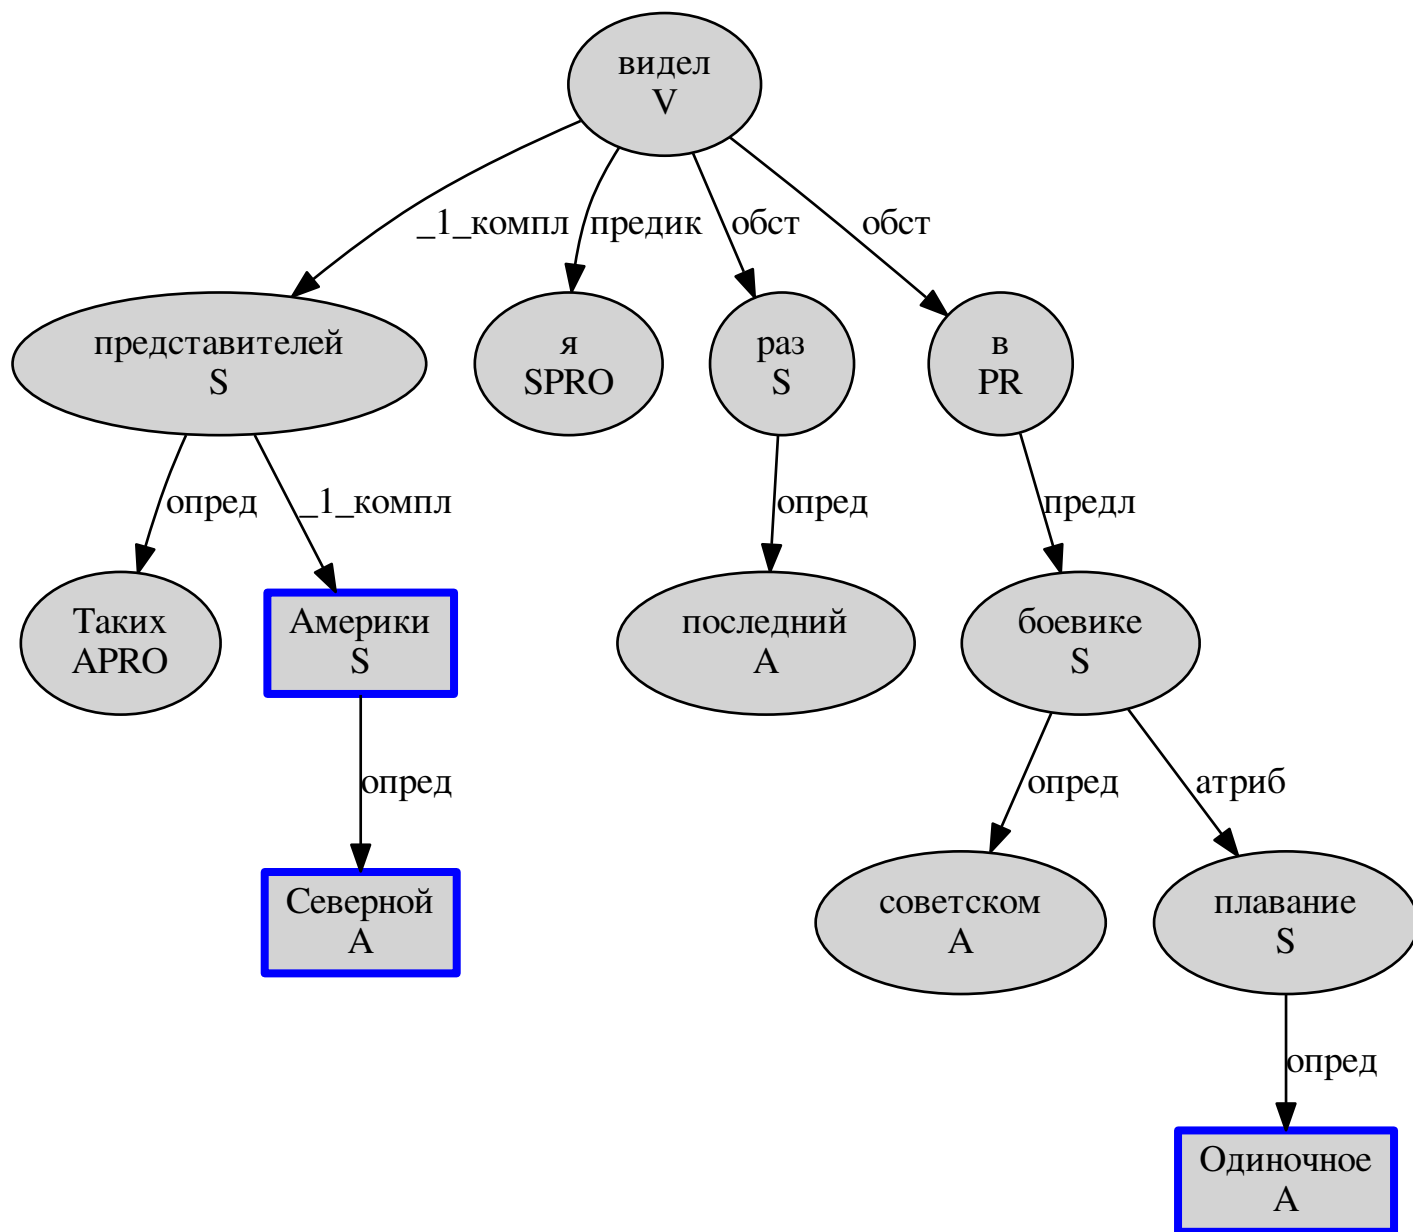 видел
V
_1_компл
предик
обст
обст
представителей
S
я
SPRO
раз
S
в
PR
опред
_1_компл
опред
предл
Таких
APRO
Америки
S
последний
A
боевике
S
опред
опред
атриб
Северной
A
советском
A
плавание
S
опред
Одиночное
A